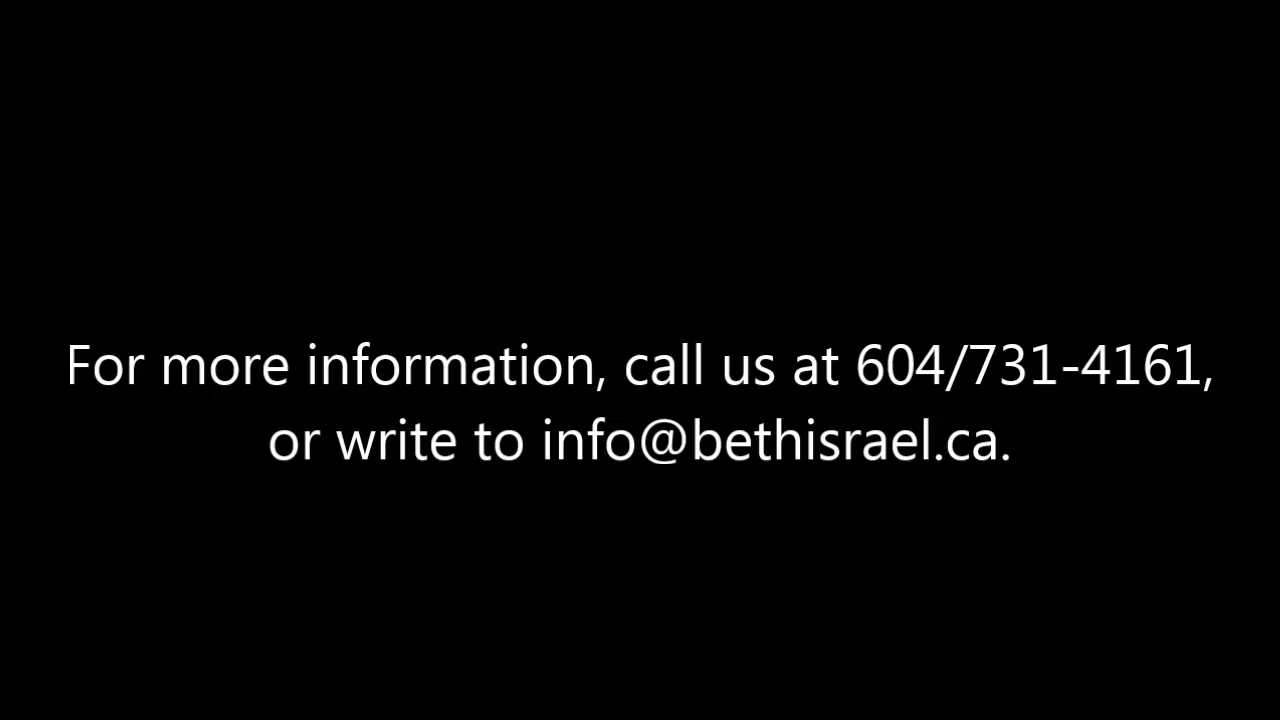 For more information, call us at 604/731-4161,
or write to info@bethisrael.ca.